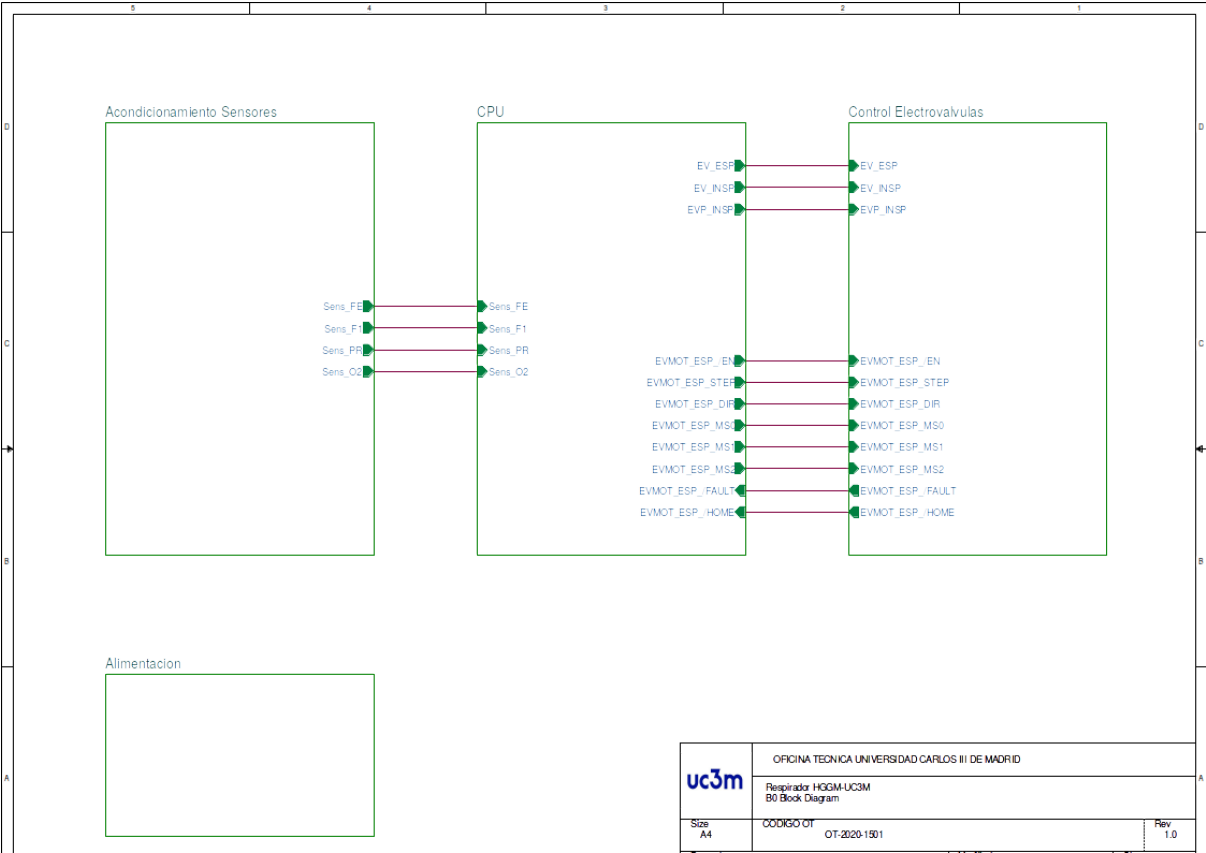 5 4 3 2 1
Acondicionamiento Sensores
CPU
Control Electrovalvulas
D
D
EV_ESP
EV_ESP
EV_INSP
EV_INSP
EVP_INSP
EVP_INSP
Sens_FE
Sens_FE
Sens_F1
Sens_F1
Sens_PR
Sens_PR
Sens_O2
Sens_O2
C
C
EVMOT_ESP_/EN
EVMOT_ESP_/EN
EVMOT_ESP_STEP
EVMOT_ESP_STEP
EVMOT_ESP_DIR
EVMOT_ESP_DIR
EVMOT_ESP_MS0
EVMOT_ESP_MS0
EVMOT_ESP_MS1
EVMOT_ESP_MS1
EVMOT_ESP_MS2
EVMOT_ESP_MS2
EVMOT_ESP_/FAULT
EVMOT_ESP_/FAULT
EVMOT_ESP_/HOME
EVMOT_ESP_/HOME
B
B
Alimentacion
A
A
uc3m
OFICINA TECNICA UNIVERSIDAD CARLOS III DE MADRID
Respirador HGGM-UC3M
B0 Block Diagram
Size
A4
CODIGO OT
OT-2020-1501
Rev
1.0